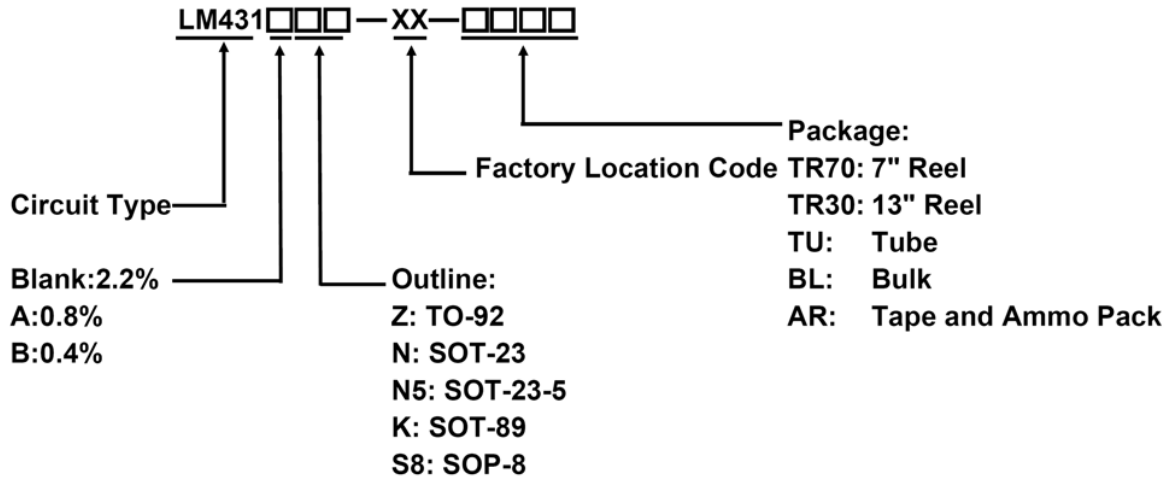 LM431□□□—XX—□□□□
Package:
Factory Location Code
TR70: 7" Reel
TR30: 13" Reel
TU: Tube
BL: Bulk
AR: Tape and Ammo Pack
Circuit Type
Blank:2.2%
A:0.8%
B:0.4%
Outline:
Z: TO-92
N: SOT-23
N5: SOT-23-5
K: SOT-89
S8: SOP-8